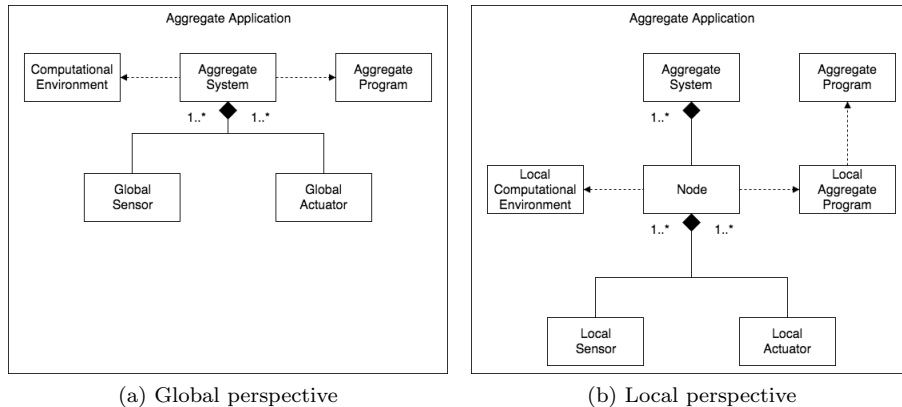 Aggregate Application
Computational
Environment
Aggregate
System
Aggregate
Program
1..*
1..*
Global
Sensor
Global
Actuator
(a) Global perspective
Aggregate Application
Aggregate
System
Aggregate
Program
1..*
Local
Computational
Environment
Node
Local
Aggregate
Program
1..*
1..*
Local
Sensor
Local
Actuator
(b) Local perspective